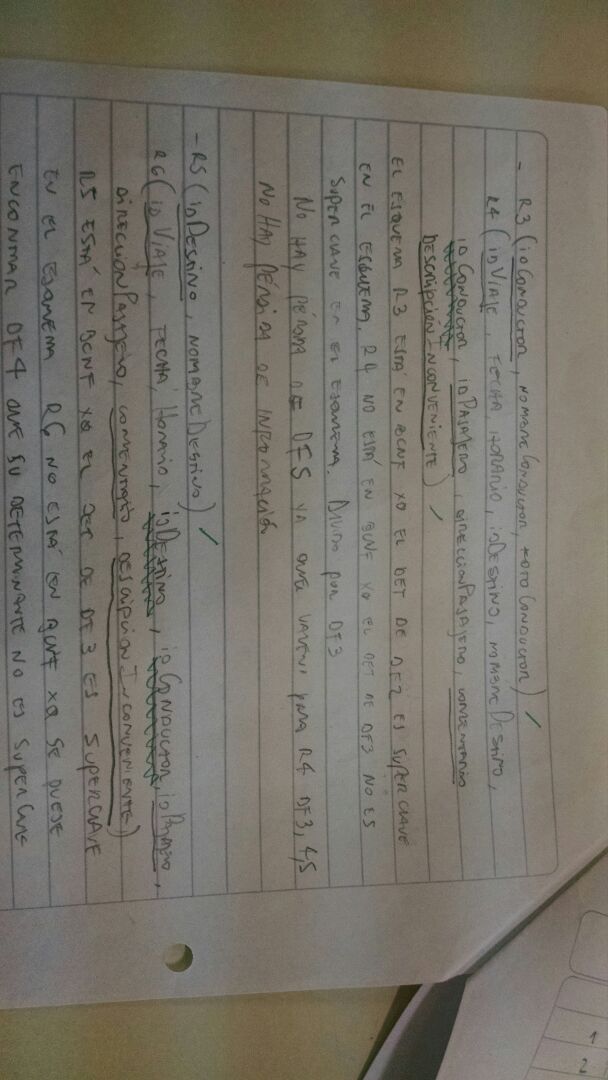 - R3 (idConductor, nombreConductor, fotoConductor) ✓
R4 (idViaje, fecha, horario, idDestino, nombreDestino,
idConductor, idPasajero, direccionPasajero, comentario
descripcionInconveniente) ✓
El esquema R3 está en BCNF xq el det de DF2 es superclave
en el esquema. R4 no está en BCNF xq el det de DF3 no es
superclave en el esquema. Divido por DF3
No hay pérdida de DFs ya que valen para R4 DF3, 4,5
No hay pérdida de información
- R5 (idDestino, nombreDestino) ✓
R6 (idViaje, fecha, horario, idDestino, idConductor, idPasajero,
direccionPasajero, comentario, descripcionInconveniente)
R5 está en BCNF xq el det de DF3 es superclave
en el esquema R6 no está en BCNF xq se puede
encontrar DF4 que su determinante no es superclave
1
2